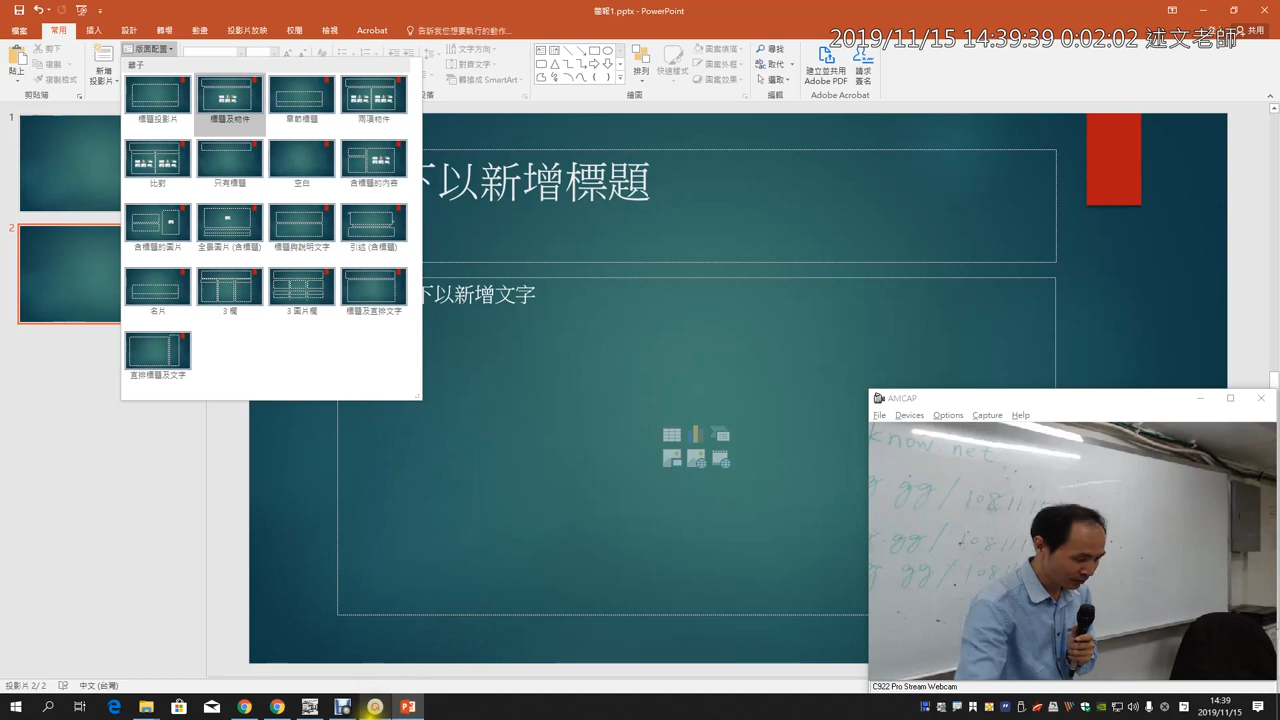 螢報1.pptx - PowerPoint
檔案 常用 插入 設計 轉場 動畫 投影片放映 校閱 檢視 Acrobat 告訴我您想要執行的動作... 共用
2019/11/15 14:39:39 0:02:02 述文老師
貼上 剪下 複製 複製格式 剪貼簿
新增投影片 版面配置
文字方向 對齊文字 轉換成 SmartArt 段落
排列 快速樣式 圖案填滿 圖案外框 圖案效果 繪圖
尋找 取代 選取 編輯
建立並共用 Adobe PDF 請求簽名 Adobe Acrobat
離子
標題投影片 標題及物件 章節標題 兩項物件
比對 只有標題 空白 含標題的內容
含標題的圖片 全景圖片 (含標題) 標題與說明文字 引述 (含標題)
名片 3 欄 3 圖片欄 標題及直排文字
直排標題及文字
1
2
下以新增標題
下以新增文字
AMCAP
File Devices Options Capture Help
know.net
gg / 108111
.gg / 10811
C922 Pro Stream Webcam
投影片 2/ 2 中文 (台灣)
14:39
2019/11/15